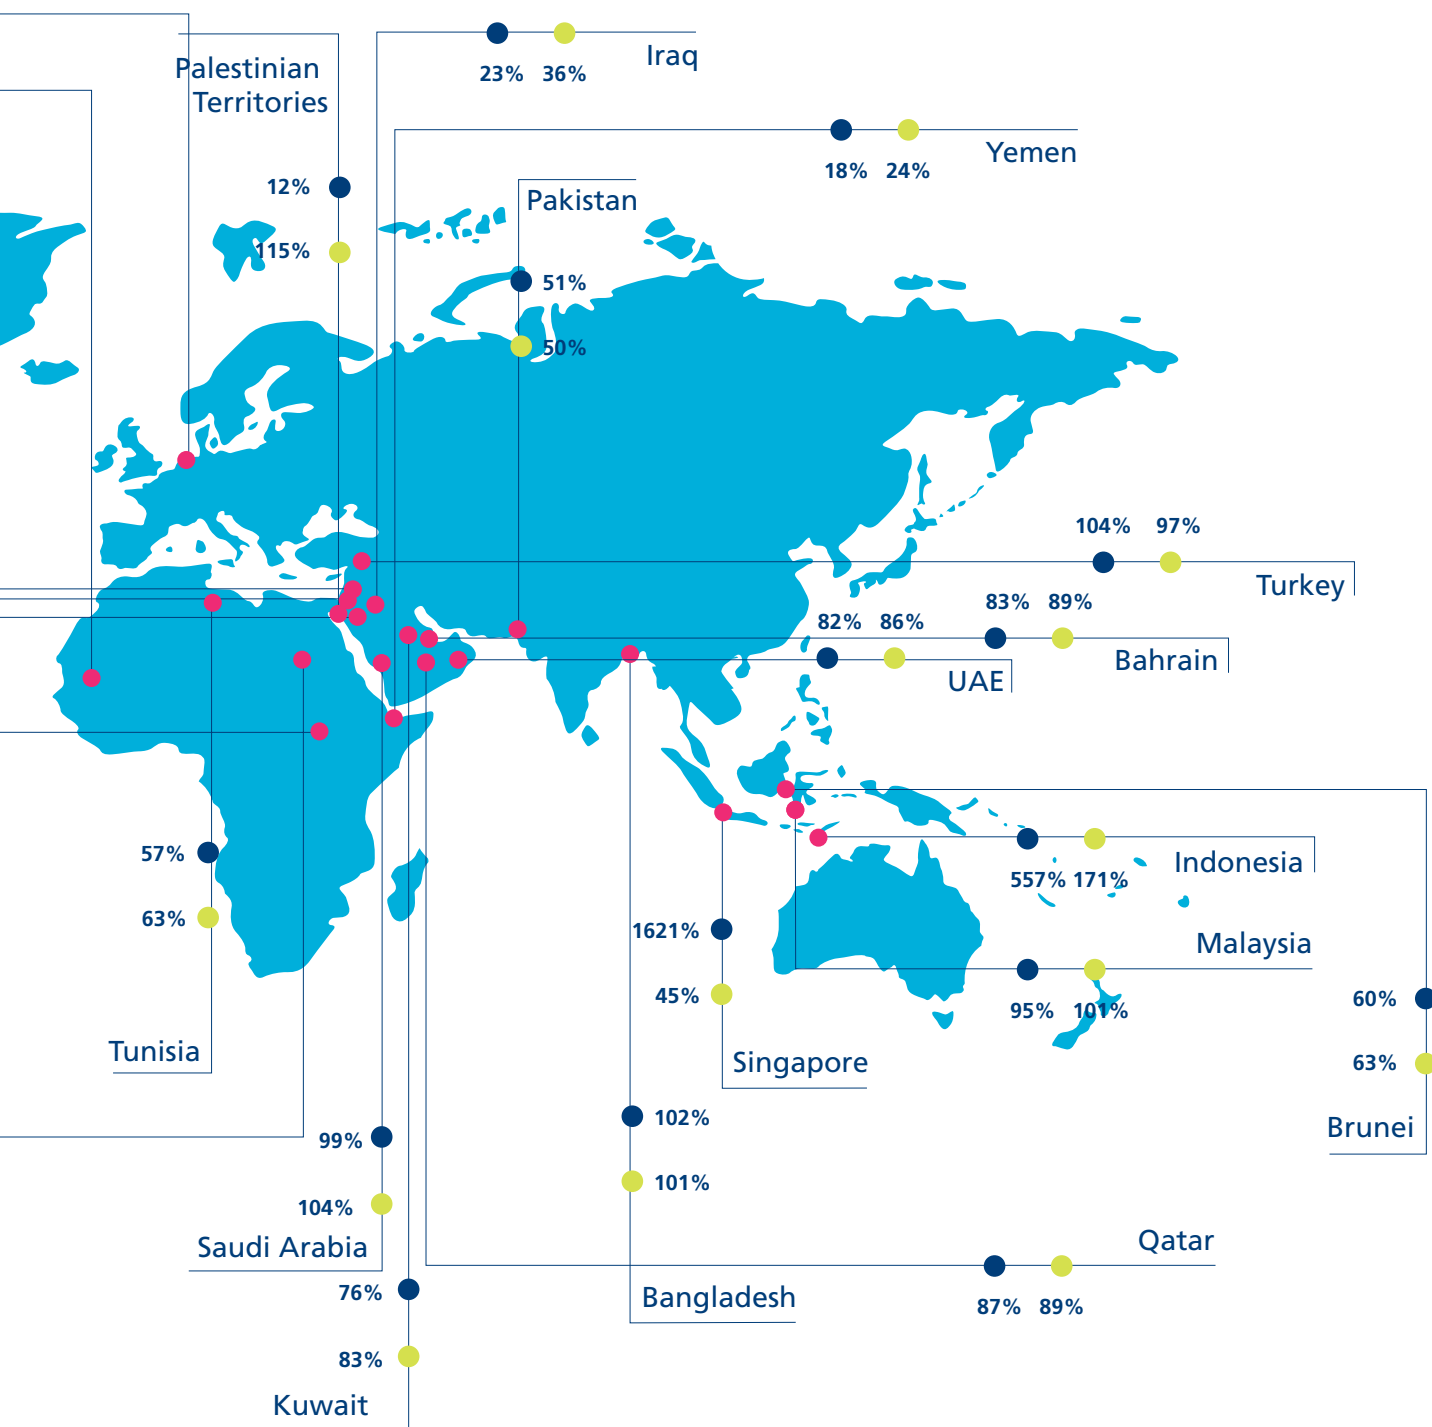 Iraq
23% 36%
Palestinian
Territories
12%
115%
Yemen
18% 24%
Pakistan
51%
50%
104% 97%
Turkey
83% 89%
Bahrain
82% 86%
UAE
557% 171%
Indonesia
Malaysia
95% 101%
60%
63%
Brunei
57%
63%
Tunisia
1621%
45%
Singapore
99%
104%
Saudi Arabia
102%
101%
Bangladesh
Qatar
87% 89%
76%
83%
Kuwait